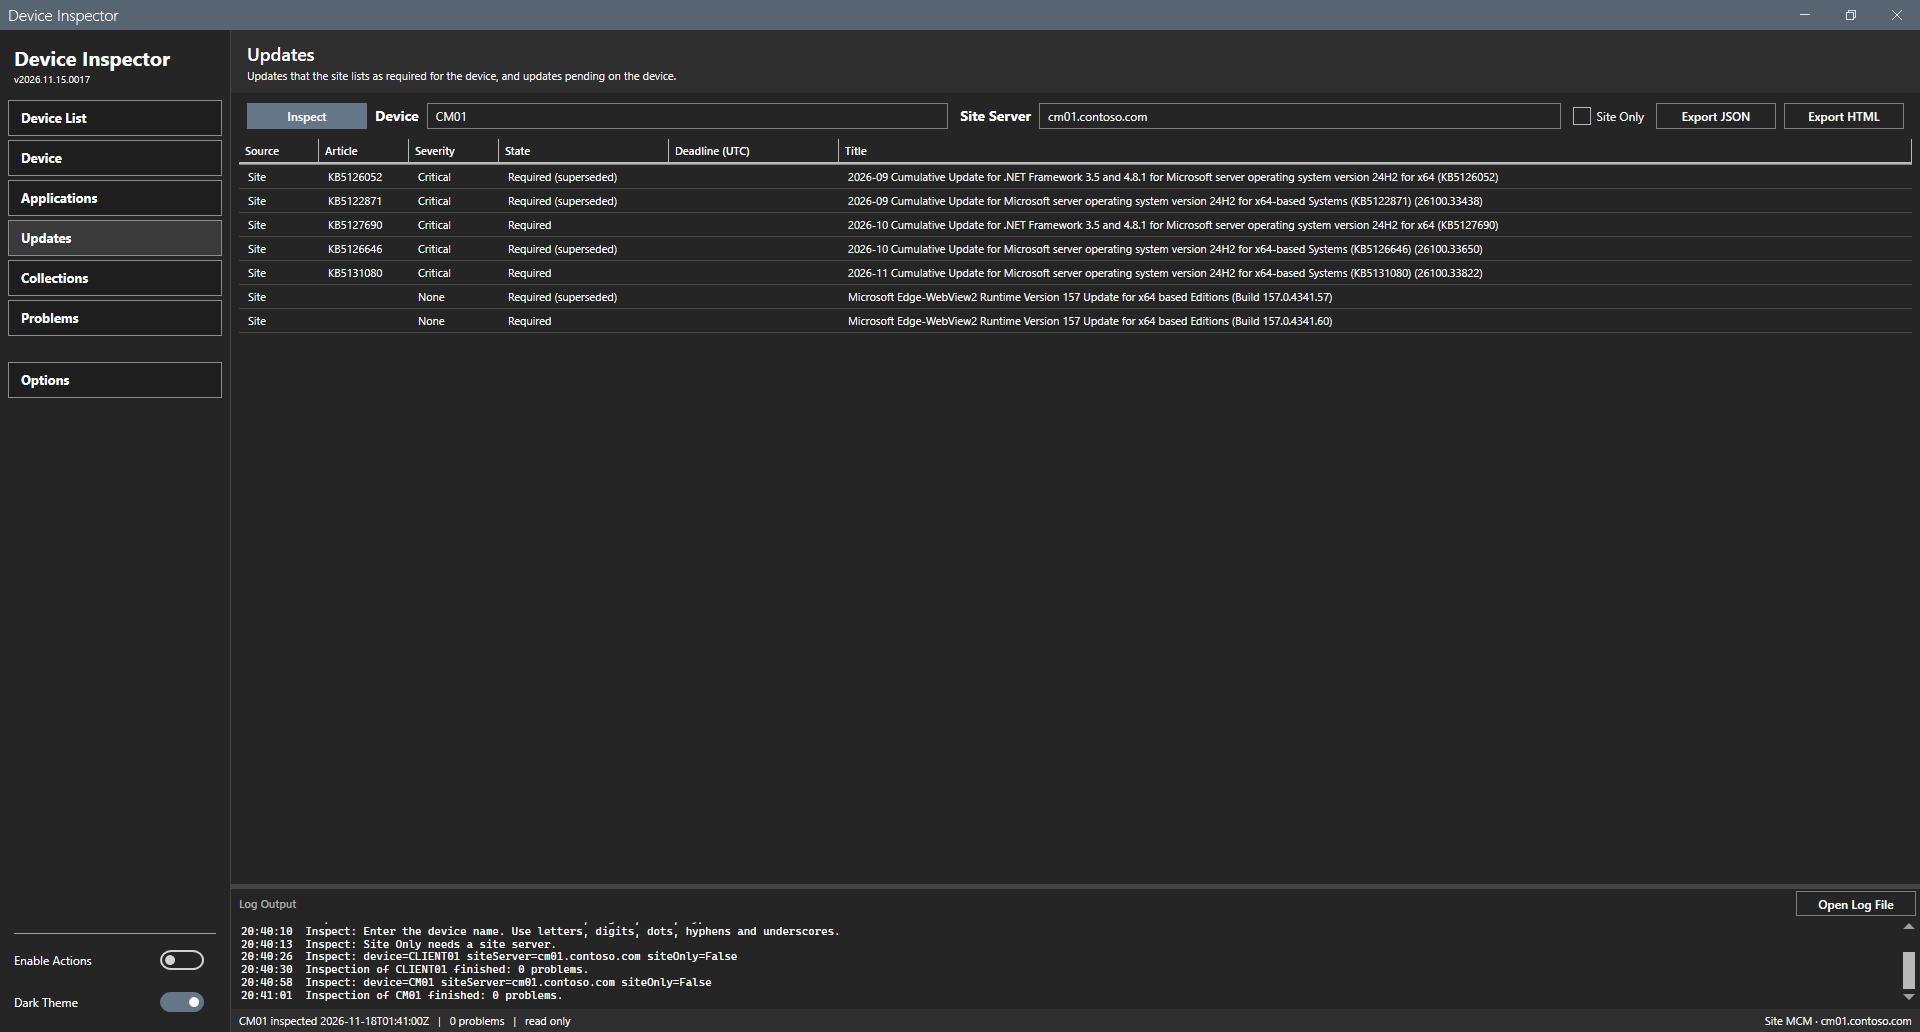 Device Inspector
Device Inspector
v2026.11.15.0017
Device List
Device
Applications
Updates
Collections
Problems
Options
Enable Actions
Dark Theme
Updates
Updates that the site lists as required for the device, and updates pending on the device.
Inspect Device CM01 Site Server cm01.contoso.com Site Only Export JSON Export HTML
Source Article Severity State Deadline (UTC) Title
Site KB5126052 Critical Required (superseded) 2026-09 Cumulative Update for .NET Framework 3.5 and 4.8.1 for Microsoft server operating system version 24H2 for x64 (KB5126052)
Site KB5122871 Critical Required (superseded) 2026-09 Cumulative Update for Microsoft server operating system version 24H2 for x64-based Systems (KB5122871) (26100.33438)
Site KB5127690 Critical Required 2026-10 Cumulative Update for .NET Framework 3.5 and 4.8.1 for Microsoft server operating system version 24H2 for x64 (KB5127690)
Site KB5126646 Critical Required (superseded) 2026-10 Cumulative Update for Microsoft server operating system version 24H2 for x64-based Systems (KB5126646) (26100.33650)
Site KB5131080 Critical Required 2026-11 Cumulative Update for Microsoft server operating system version 24H2 for x64-based Systems (KB5131080) (26100.33822)
Site None Required (superseded) Microsoft Edge-WebView2 Runtime Version 157 Update for x64 based Editions (Build 157.0.4341.57)
Site None Required Microsoft Edge-WebView2 Runtime Version 157 Update for x64 based Editions (Build 157.0.4341.60)
Log Output
Open Log File
20:40:10 Inspect: Enter the device name. Use letters, digits, dots, hyphens and underscores.
20:40:13 Inspect: Site Only needs a site server.
20:40:26 Inspect: device=CLIENT01 siteServer=cm01.contoso.com siteOnly=False
20:40:30 Inspection of CLIENT01 finished: 0 problems.
20:40:58 Inspect: device=CM01 siteServer=cm01.contoso.com siteOnly=False
20:41:01 Inspection of CM01 finished: 0 problems.
CM01 inspected 2026-11-18T01:41:00Z | 0 problems | read only
Site MCM · cm01.contoso.com